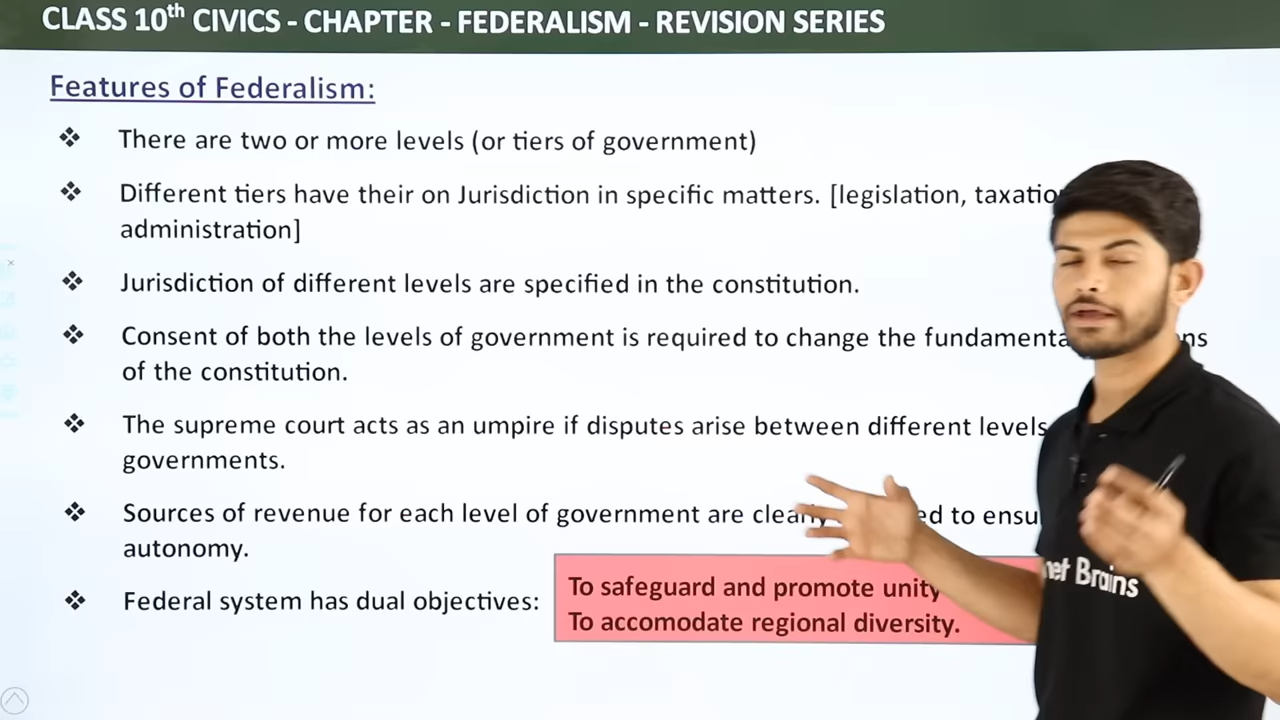 CLASS 10th CIVICS - CHAPTER - FEDERALISM - REVISION SERIES
Features of Federalism:
❖ There are two or more levels (or tiers of government)
❖ Different tiers have their on Jurisdiction in specific matters. [legislation,
administration]
❖ Jurisdiction of different levels are specified in the constitution.
❖ Consent of both the levels of government is required to change the
of the constitution.
❖ The supreme court acts as an umpire if disputes arise between different levels
governments.
❖ Sources of revenue for each level of government are to
autonomy.
❖ Federal system has dual objectives:
To safeguard and promote unity
To accomodate regional diversity.
Brains